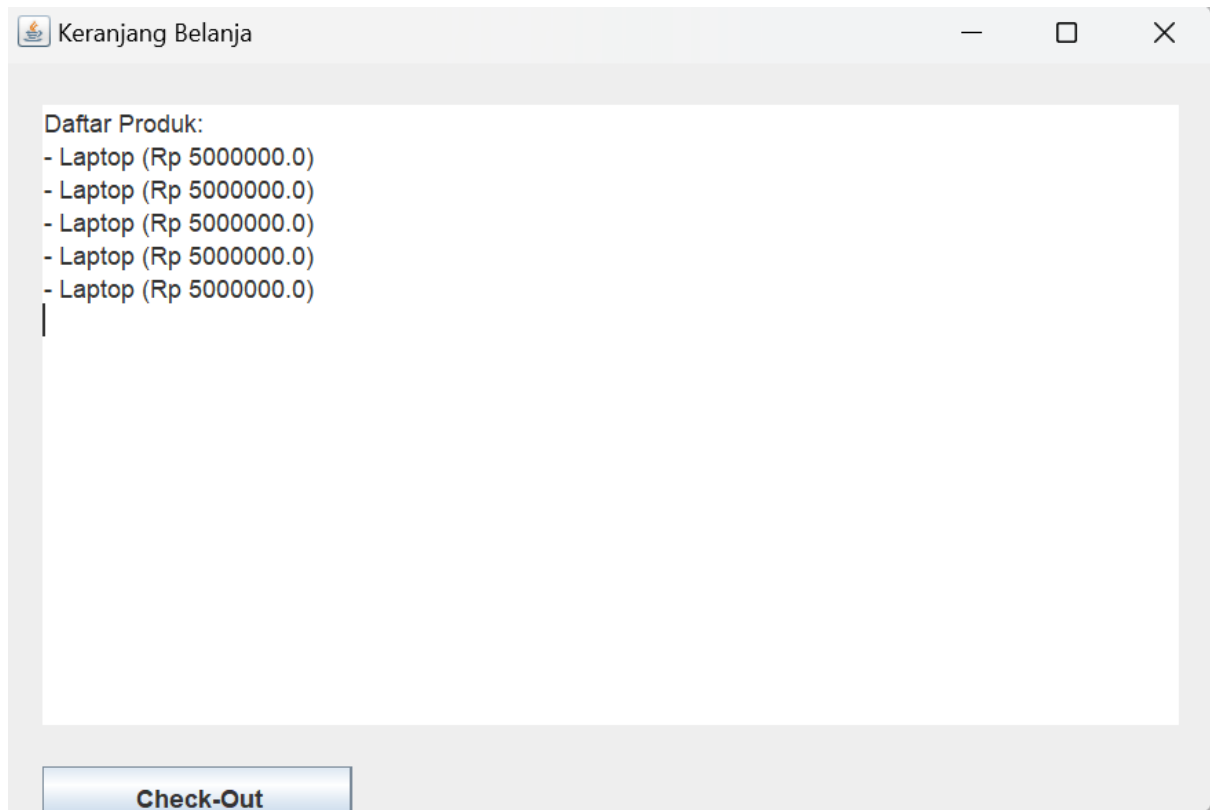 Keranjang Belanja
Daftar Produk:
- Laptop (Rp 5000000.0)
- Laptop (Rp 5000000.0)
- Laptop (Rp 5000000.0)
- Laptop (Rp 5000000.0)
- Laptop (Rp 5000000.0)
Check-Out